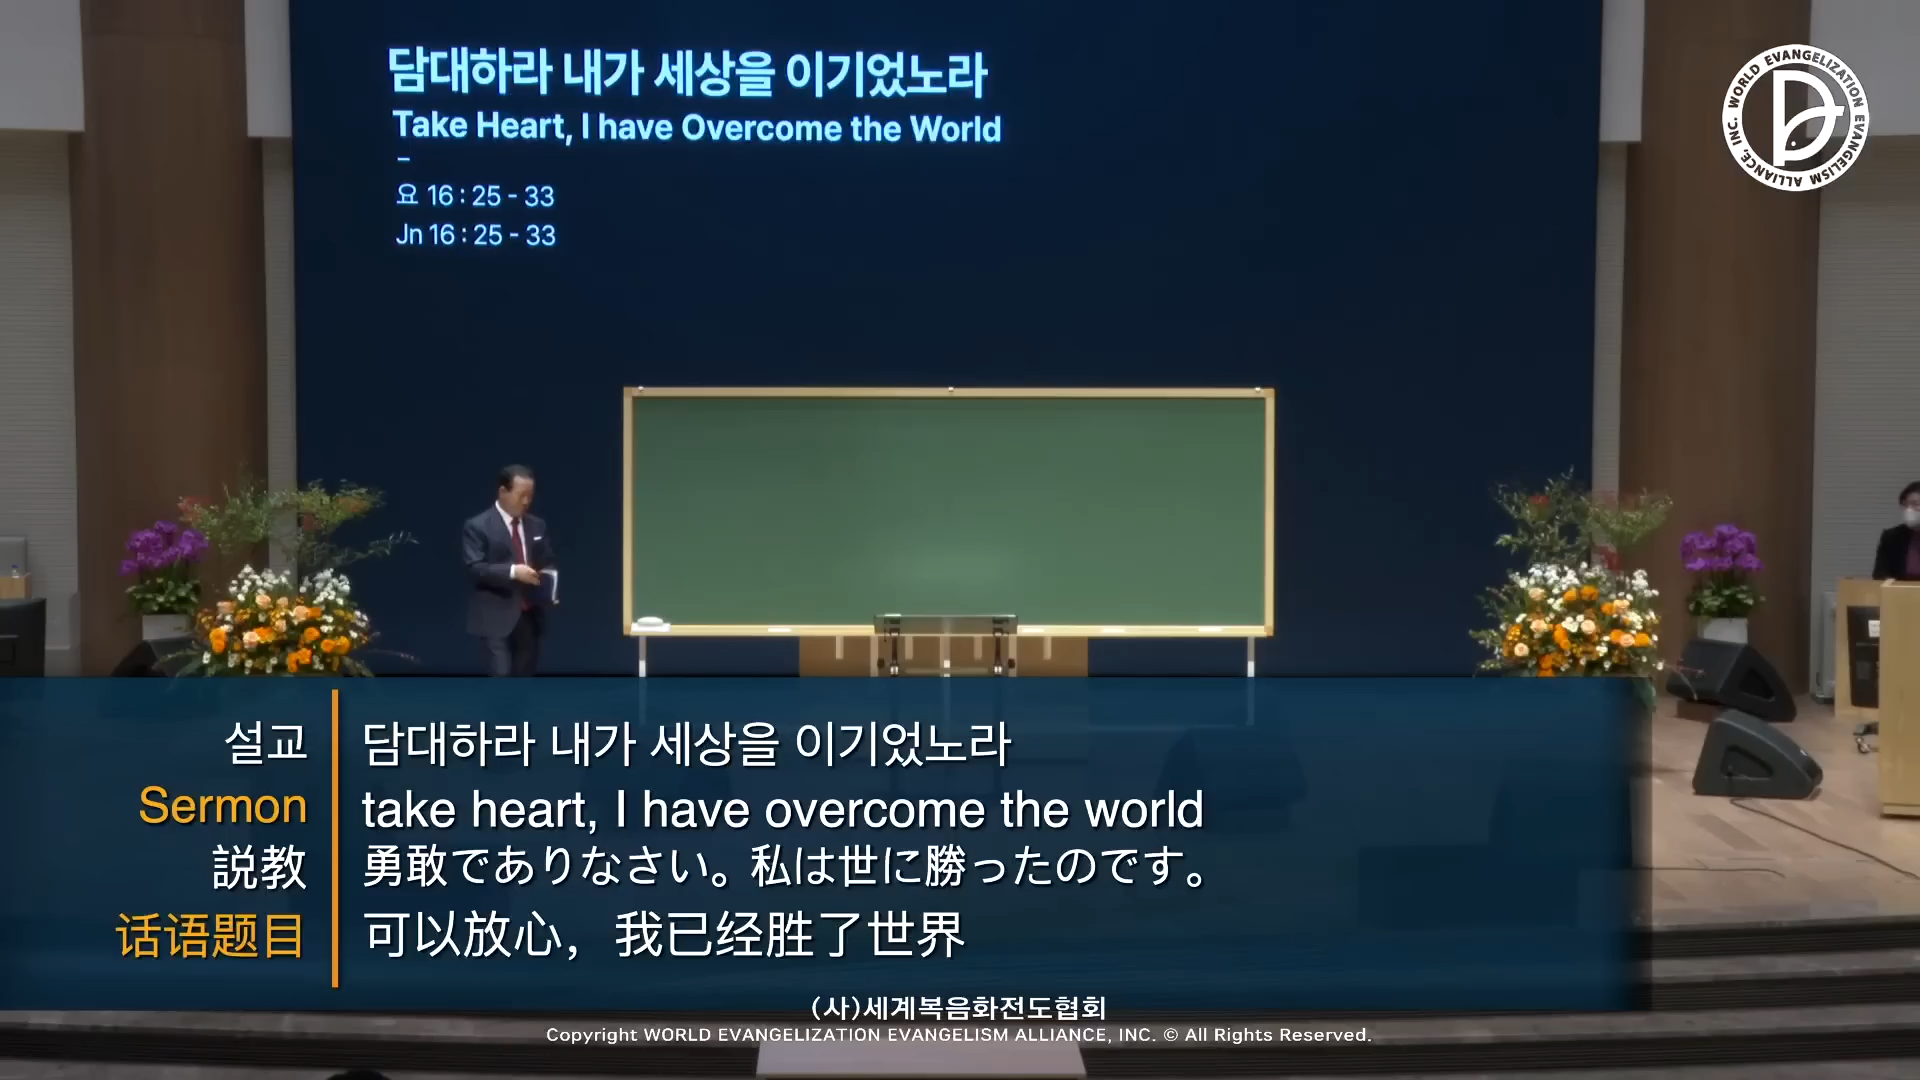 담대하라 내가 세상을 이기었노라
Take Heart, I have Overcome the World
–
요 16 : 25 - 33
Jn 16 : 25 - 33
WORLD EVANGELIZATION EVANGELISM ALLIANCE, INC.
설교 담대하라 내가 세상을 이기었노라
Sermon take heart, I have overcome the world
説教 勇敢でありなさい。私は世に勝ったのです。
话语题目 可以放心，我已经胜了世界
(사)세계복음화전도협회
Copyright WORLD EVANGELIZATION EVANGELISM ALLIANCE, INC. © All Rights Reserved.